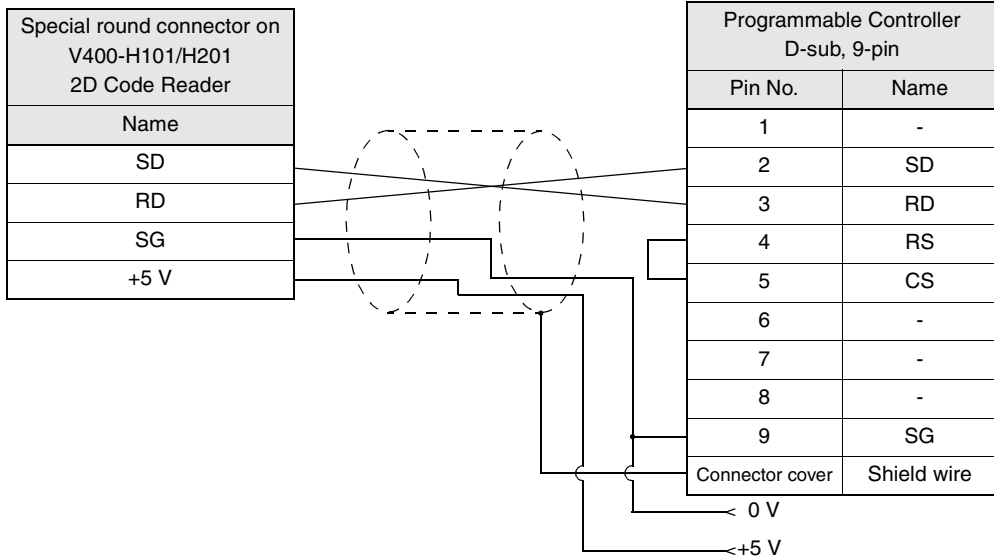 Special round connector on
V400-H101/H201
2D Code Reader
Name
SD
RD
SG
+5 V
Programmable Controller
D-sub, 9-pin
Pin No. Name
1 -
2 SD
3 RD
4 RS
5 CS
6 -
7 -
8 -
9 SG
Connector cover Shield wire
0 V
+5 V